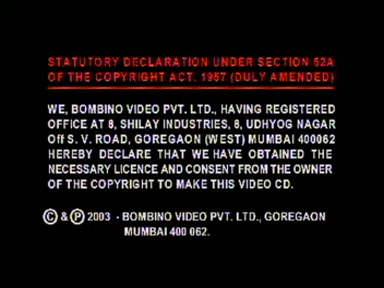 STATUTORY DECLARATION UNDER SECTION 52A
OF THE COPYRIGHT ACT. 1957 (DULY AMENDED)
WE, BOMBINO VIDEO PVT. LTD., HAVING REGISTERED
OFFICE AT 8, SHILAY INDUSTRIES, 8, UDHYOG NAGAR
Off S. V. ROAD, GOREGAON (WEST) MUMBAI 400062
HEREBY DECLARE THAT WE HAVE OBTAINED THE
NECESSARY LICENCE AND CONSENT FROM THE OWNER
OF THE COPYRIGHT TO MAKE THIS VIDEO CD.
© & ℗ 2003 - BOMBINO VIDEO PVT. LTD., GOREGAON
MUMBAI 400 062.